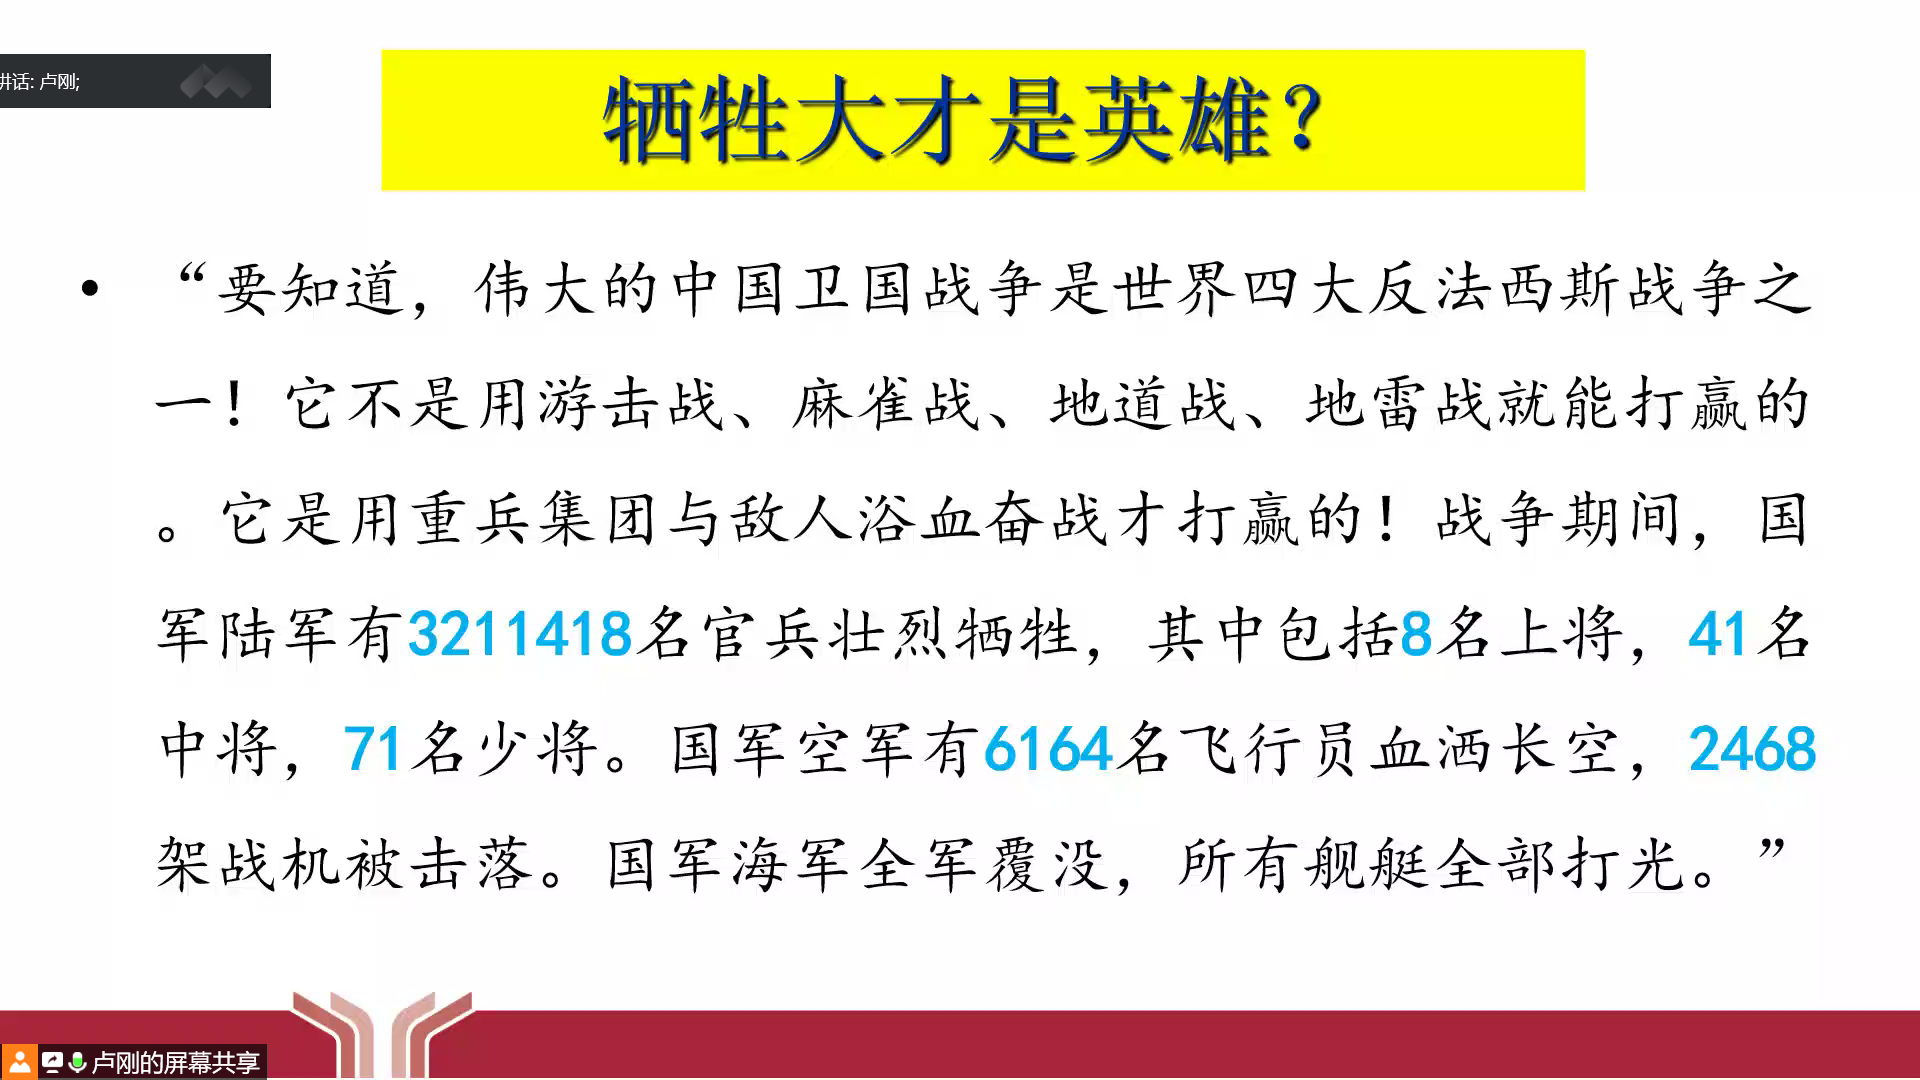 讲话: 卢刚;
牺牲大才是英雄？
• “要知道，伟大的中国卫国战争是世界四大反法西斯战争之
一！它不是用游击战、麻雀战、地道战、地雷战就能打赢的
。它是用重兵集团与敌人浴血奋战才打赢的！战争期间，国
军陆军有3211418名官兵壮烈牺牲，其中包括8名上将，41名
中将，71名少将。国军空军有6164名飞行员血洒长空，2468
架战机被击落。国军海军全军覆没，所有舰艇全部打光。”
卢刚的屏幕共享